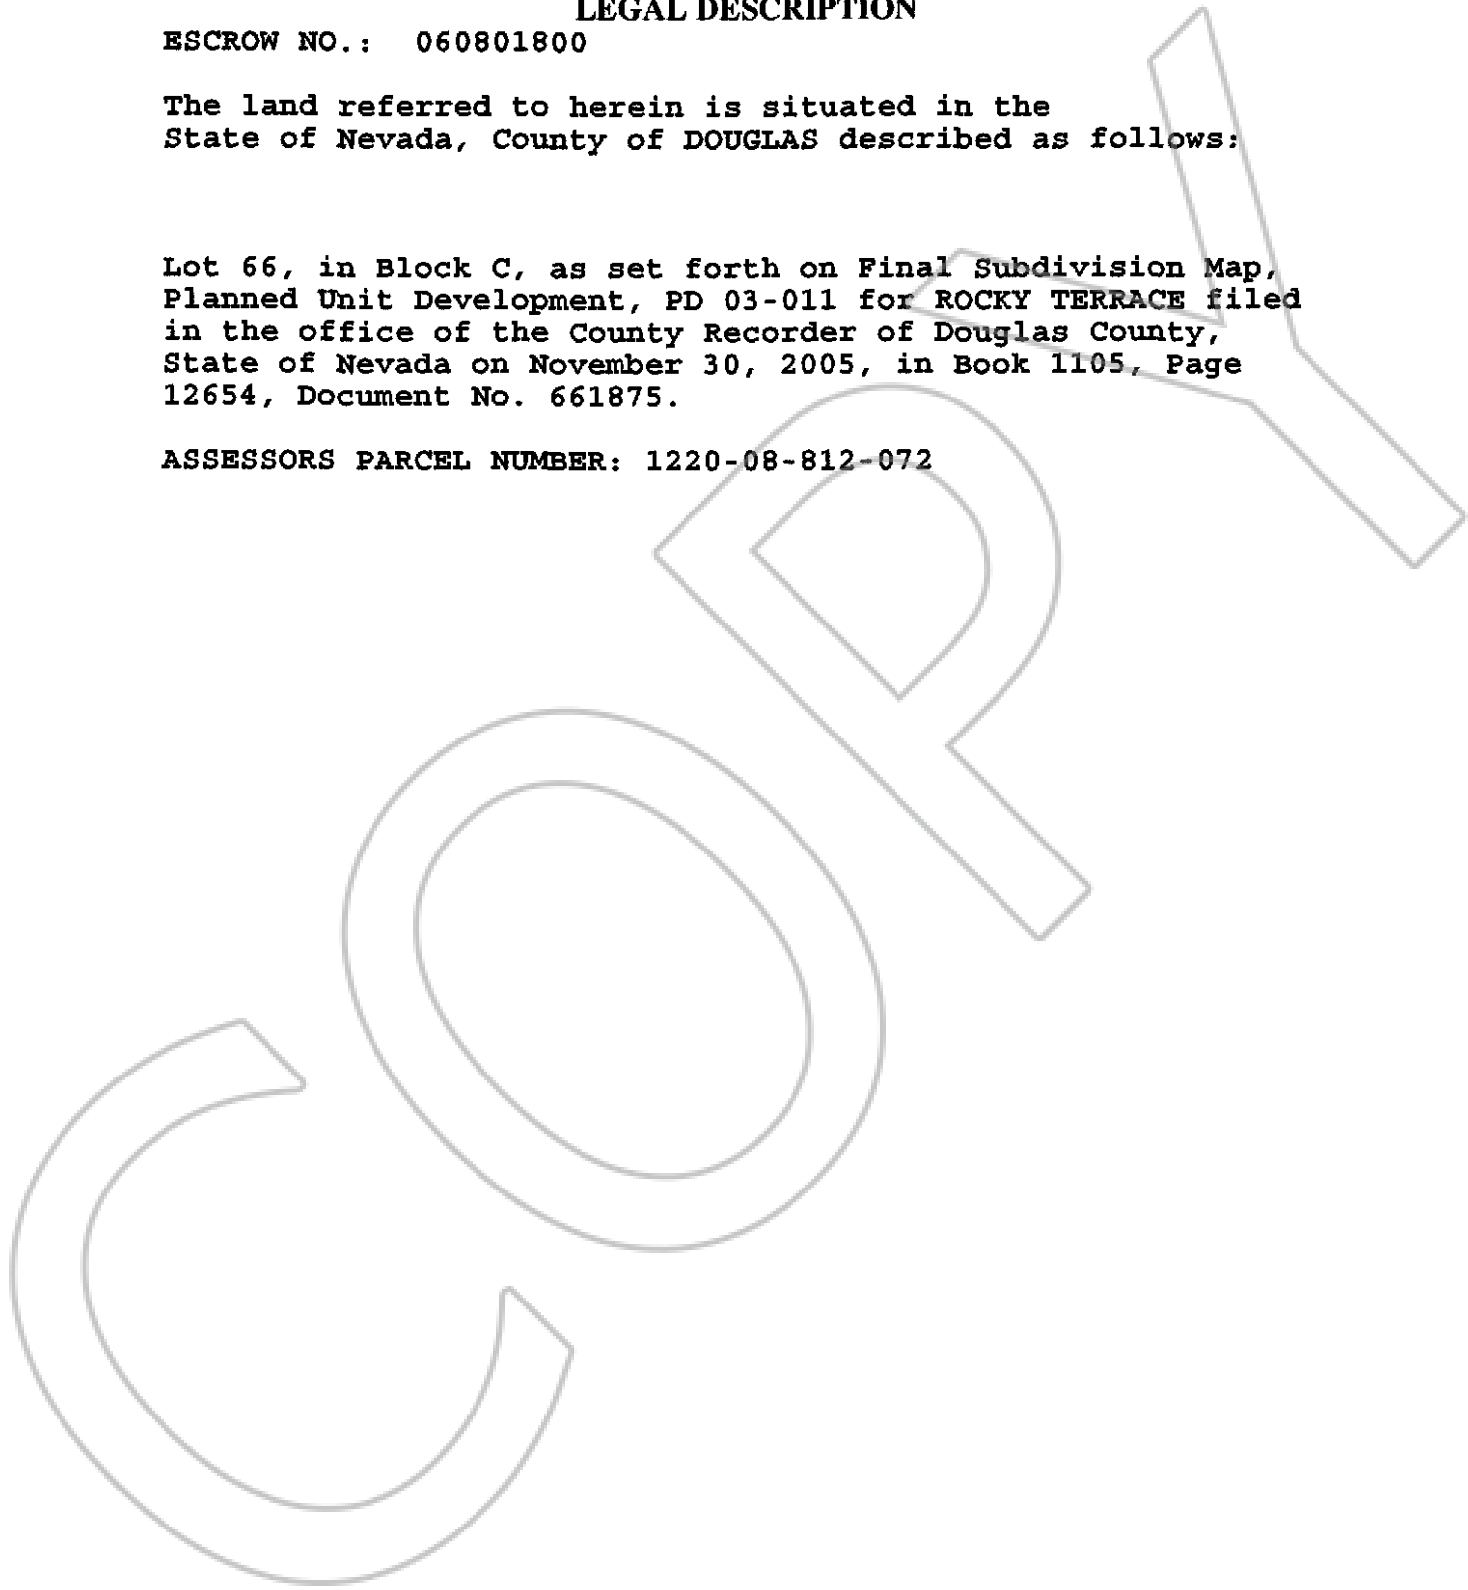 LEGAL DESCRIPTION
ESCROW NO.: 060801800
The land referred to herein is situated in the
State of Nevada, County of DOUGLAS described as follows:
Lot 66, in Block C, as set forth on Final Subdivision Map,
Planned Unit Development, PD 03-011 for ROCKY TERRACE filed
in the office of the County Recorder of Douglas County,
State of Nevada on November 30, 2005, in Book 1105, Page
12654, Document No. 661875.
ASSESSORS PARCEL NUMBER: 1220-08-812-072
COPY